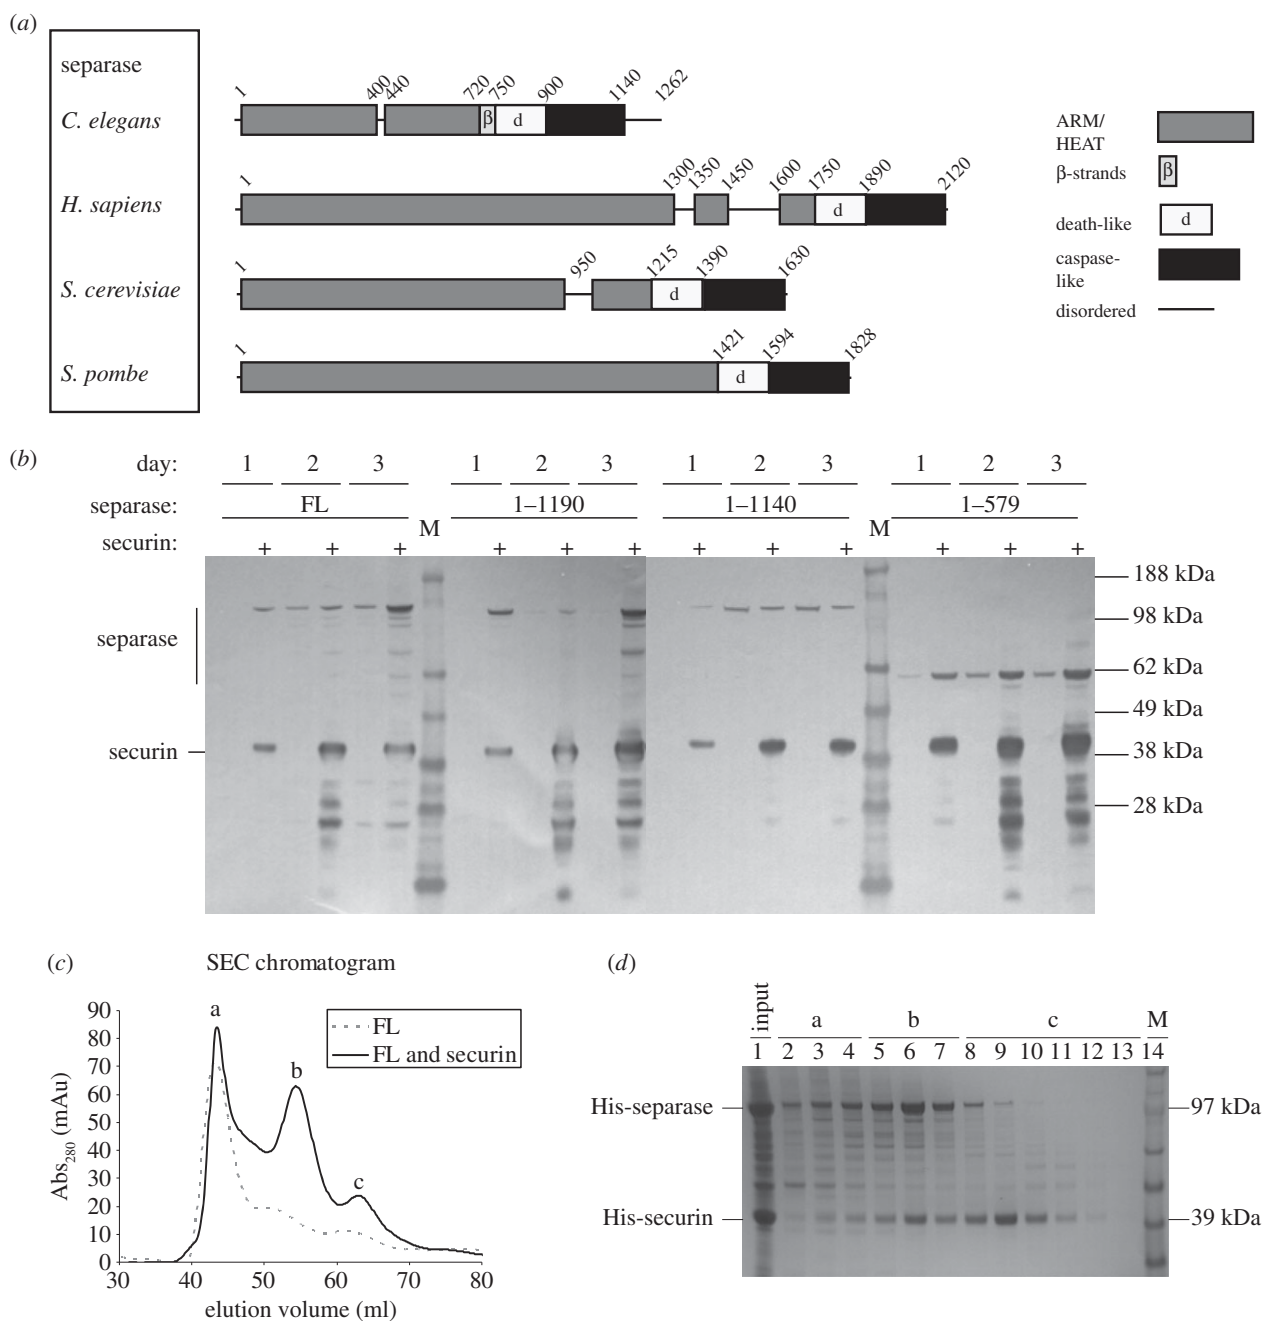 (a)
separase
C. elegans
1 400 440 720 750 900 1140 1262
β d
H. sapiens
1 1300 1350 1450 1600 1750 1890 2120
d
S. cerevisiae
1 950 1215 1390 1630
d
S. pombe
1 1421 1594 1828
d
ARM/
HEAT
β-strands β
death-like d
caspase-
like
disordered
(b)
day: 1 2 3 1 2 3 1 2 3 1 2 3
separase: FL 1–1190 1–1140 1–579
M M
securin: + + + + + + + + + + + +
188 kDa
98 kDa
separase
62 kDa
49 kDa
securin
38 kDa
28 kDa
(c) SEC chromatogram
90
80
70
60
50
40
30
20
10
0
Abs280 (mAu)
a
b
c
FL
FL and securin
30 40 50 60 70 80
elution volume (ml)
(d)
input a b c M
1 2 3 4 5 6 7 8 9 10 11 12 13 14
His-separase 97 kDa
His-securin 39 kDa